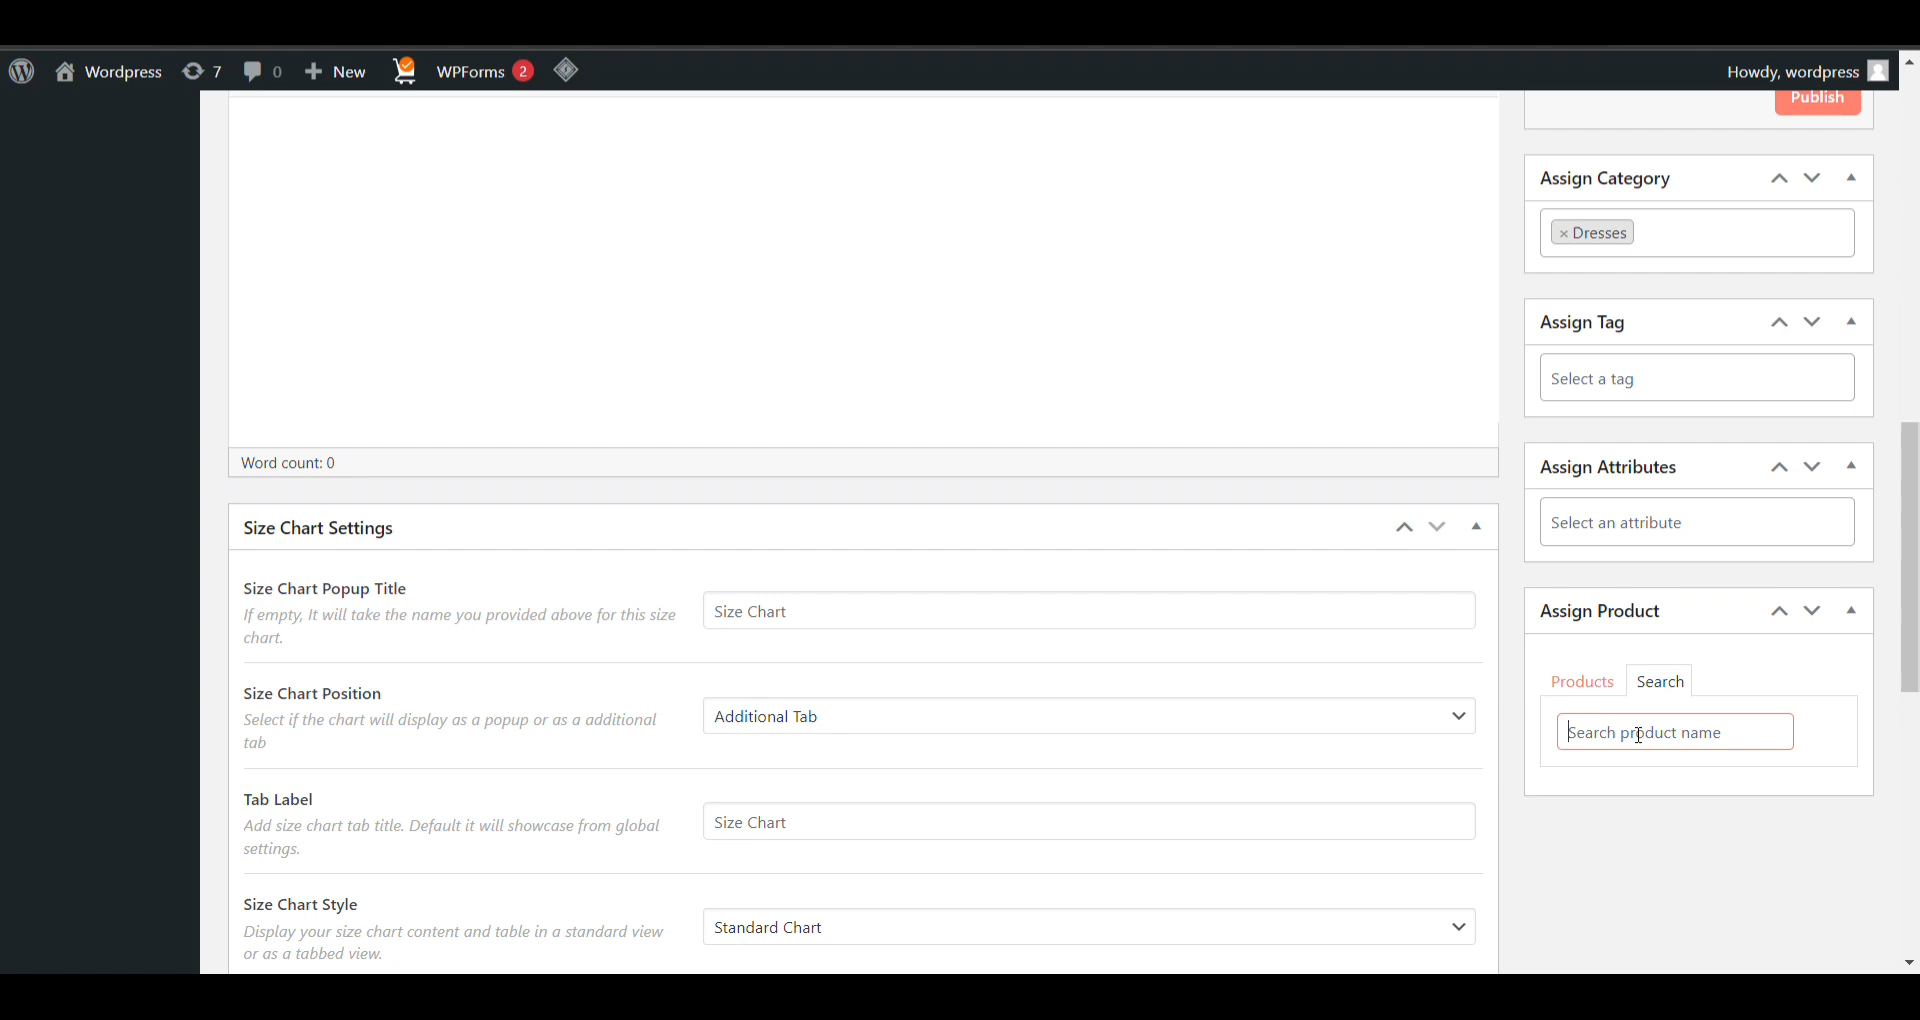 Wordpress 7 0 New WPForms 2 Howdy, wordpress
Publish
Assign Category
× Dresses
Assign Tag
Select a tag
Assign Attributes
Select an attribute
Assign Product
Products Search
Search product name
Word count: 0
Size Chart Settings
Size Chart Popup Title
If empty, It will take the name you provided above for this size
chart.
Size Chart
Size Chart Position
Select if the chart will display as a popup or as a additional
tab
Additional Tab
Tab Label
Add size chart tab title. Default it will showcase from global
settings.
Size Chart
Size Chart Style
Display your size chart content and table in a standard view
or as a tabbed view.
Standard Chart